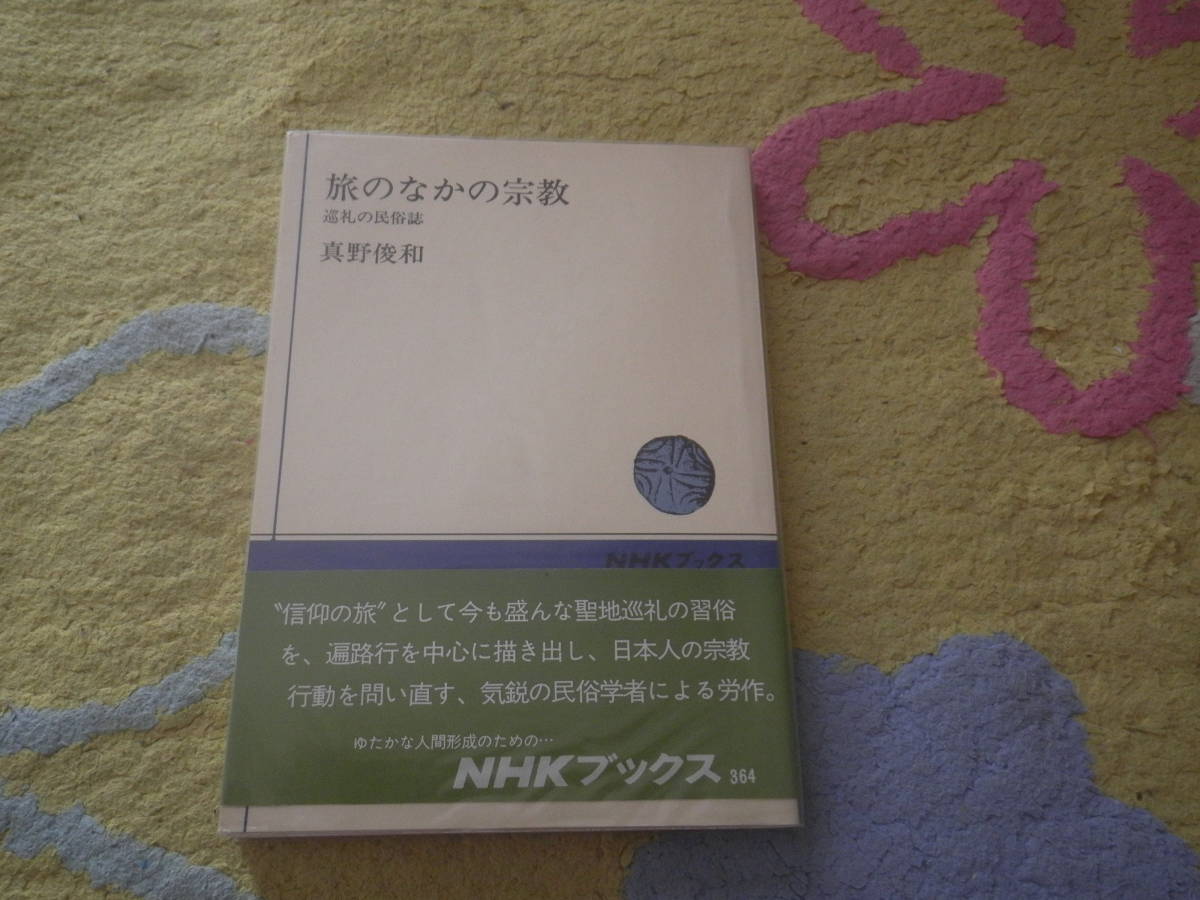 旅のなかの宗教
巡礼の民俗誌
真野俊和
NHKブックス
“信仰の旅”として今も盛んな聖地巡礼の習俗
を、遍路行を中心に描き出し、日本人の宗教
行動を問い直す、気鋭の民俗学者による労作。
ゆたかな人間形成のための…
NHKブックス 364